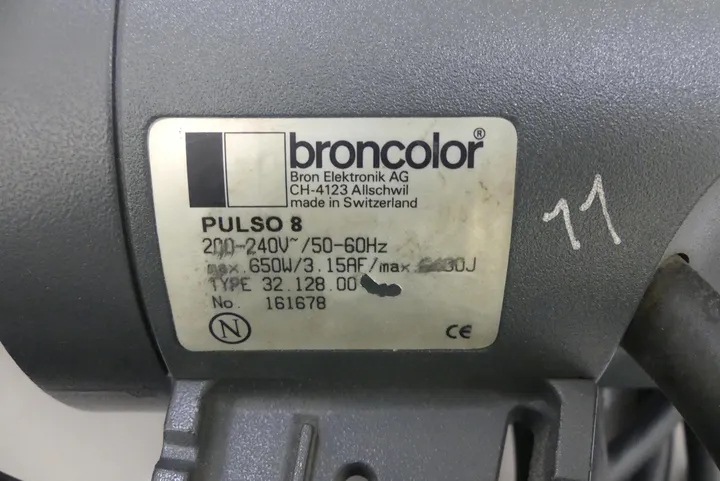 broncolor®
Bron Elektronik AG
CH-4123 Allschwil
made in Switzerland
PULSO 8
200-240V~/50-60Hz
max.650W/3.15AF/max.
TYPE 32.128.00
No. 161678
N
CE
11